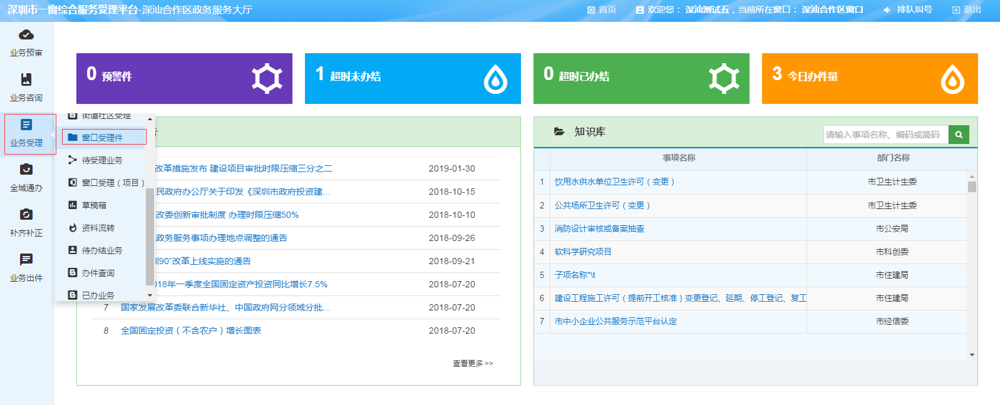 深圳市一窗综合服务受理平台-深汕合作区政务服务大厅
首页
欢迎您： 深汕测试五，当前所在窗口： 深汕合作区窗口
排队叫号
退出
业务预审
业务咨询
业务受理
全城通办
补齐补正
业务出件
0 预警件
1 超时未办结
0 超时已办结
3 今日办件量
街道社区受理
窗口受理件
待受理业务
窗口受理（项目）
草稿箱
资料流转
待办结业务
办件查询
已办业务
改革措施发布 建设项目审批时限压缩三分之二 2019-01-30
民政府办公厅关于印发《深圳市政府投资建... 2018-10-15
改委创新审批制度 办理时限压缩50% 2018-10-10
政务服务事项办理地点调整的通告 2018-09-26
90”改革上线实施的通告 2018-09-21
018年一季度全国固定资产投资同比增长7.5% 2018-07-20
7 国家发展改革委联合新华社、中国政府网分领域分批... 2018-07-20
8 全国固定投资（不含农户）增长图表 2018-07-20
查看更多 >>
知识库
请输入事项名称、编码或简码
事项名称 部门名称
1 饮用水供水单位卫生许可（变更） 市卫生计生委
2 公共场所卫生许可（变更） 市卫生计生委
3 消防设计审核或备案抽查 市公安局
4 软科学研究项目 市科创委
5 子项名称*\t 市住建局
6 建设工程施工许可（提前开工核准）变更登记、延期、停工登记、复工 市住建局
7 市中小企业公共服务示范平台认定 市经信委